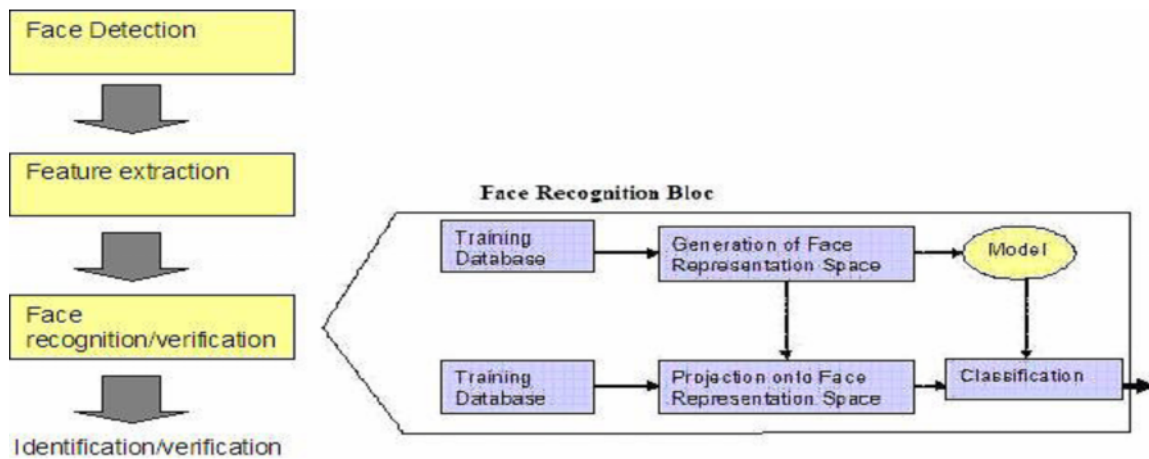 Face Detection
Feature extraction
Face
recognition/verification
Identification/verification
Face Recognition Bloc
Training
Database
Generation of Face
Representation Space
Model
Training
Database
Projection onto Face
Representation Space
Classification